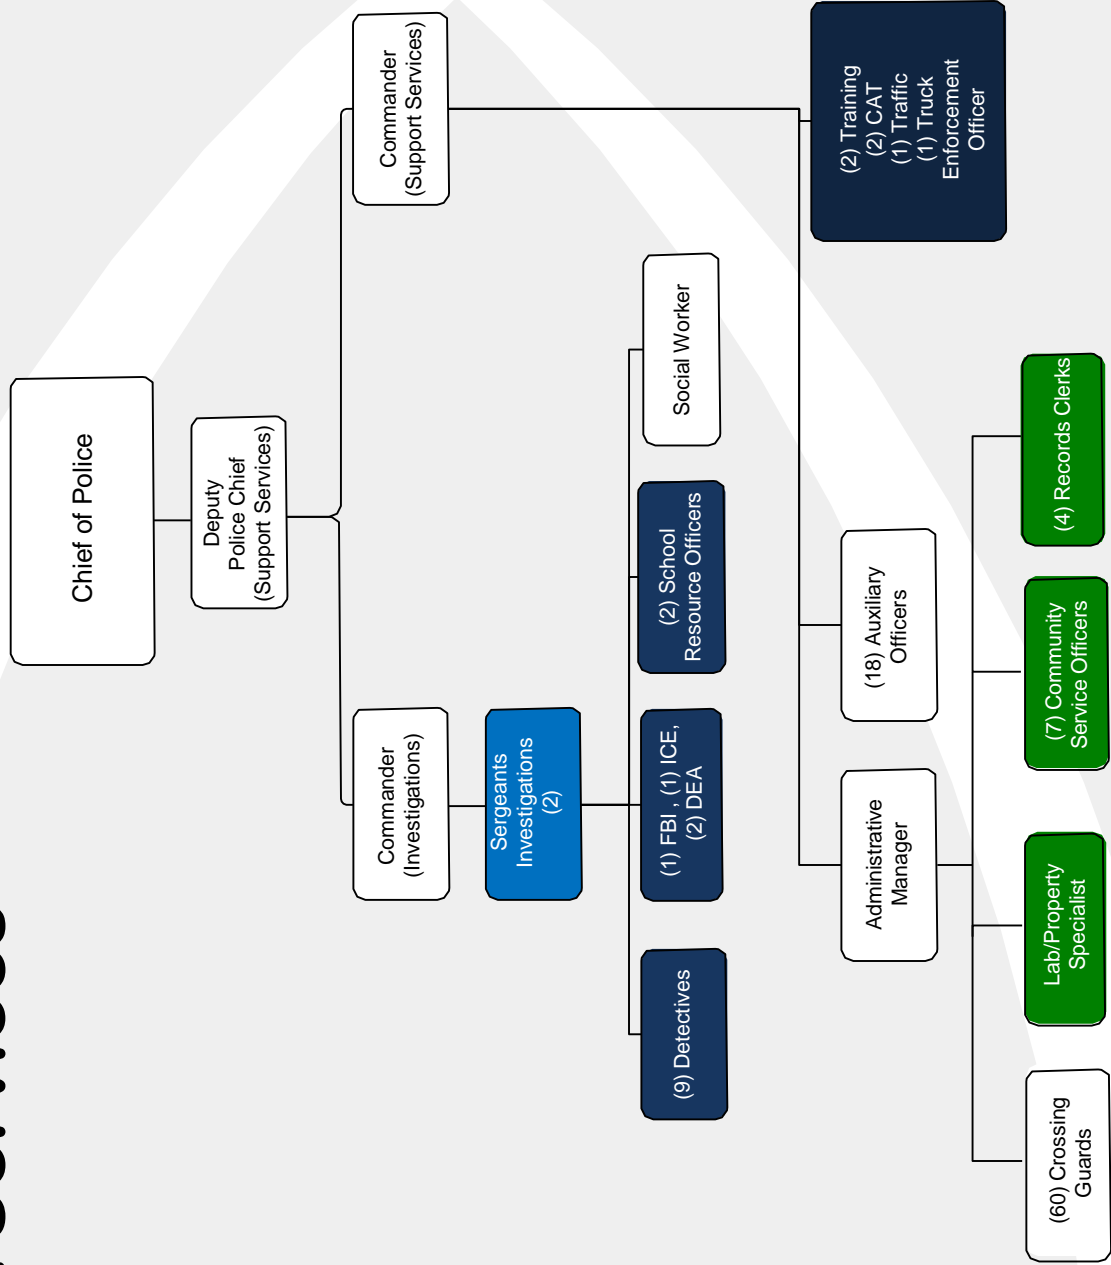 Chief of Police
Deputy
Police Chief
(Support Services)
Commander
(Investigations)
Commander
(Support Services)
Sergeants
Investigations
(2)
(9) Detectives
(1) FBI , (1) ICE,
(2) DEA
(2) School
Resource Officers
Social Worker
Administrative
Manager
(18) Auxiliary
Officers
(2) Training
(2) CAT
(1) Traffic
(1) Truck
Enforcement
Officer
(60) Crossing
Guards
Lab/Property
Specialist
(7) Community
Service Officers
(4) Records Clerks